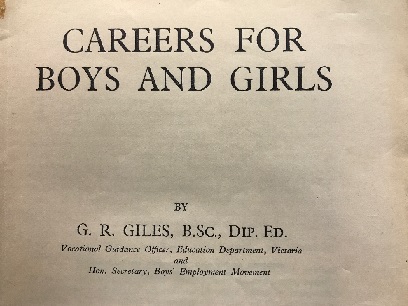 CAREERS FOR
BOYS AND GIRLS
BY
G. R. GILES, B.Sc., Dip. Ed.
Vocational Guidance Officer, Education Department, Victoria
and
Hon. Secretary, Boys' Employment Movement